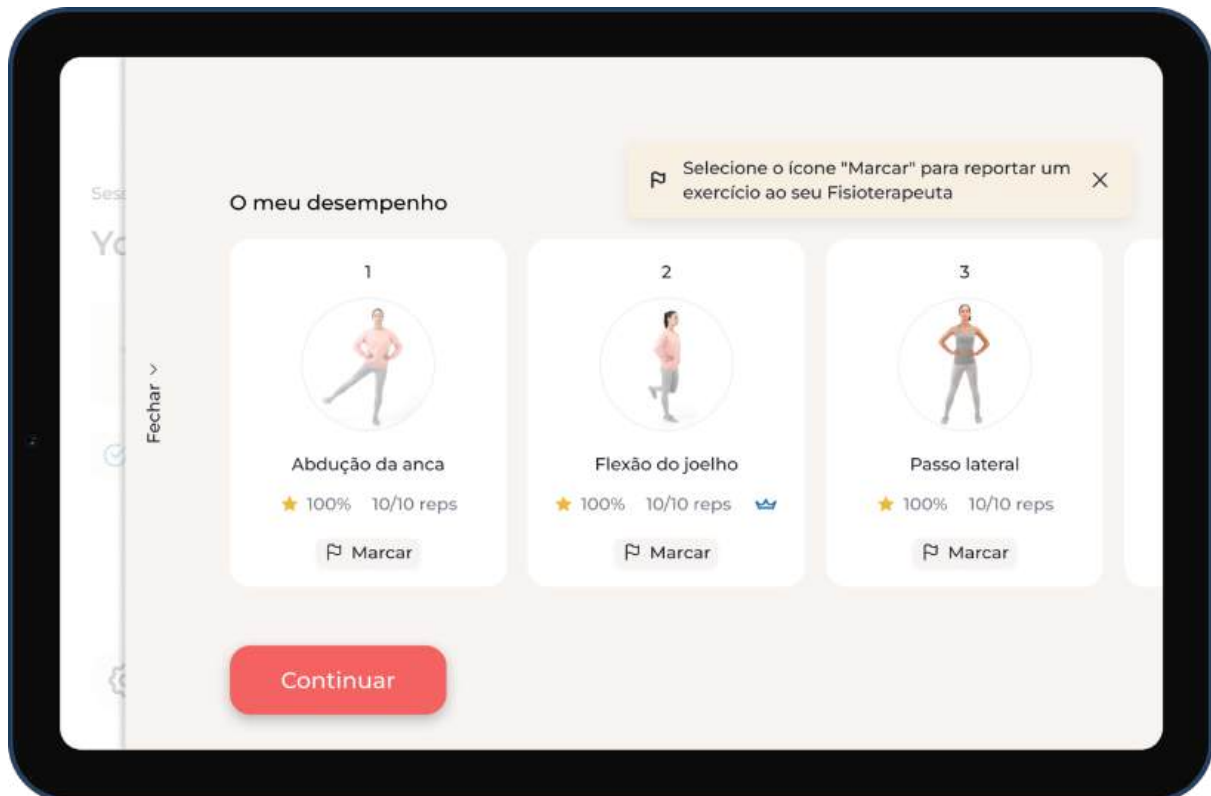 Selecione o ícone "Marcar" para reportar um
exercício ao seu Fisioterapeuta
O meu desempenho
Fechar
1
Abdução da anca
100% 10/10 reps
Marcar
2
Flexão do joelho
100% 10/10 reps
Marcar
3
Passo lateral
100% 10/10 reps
Marcar
Continuar